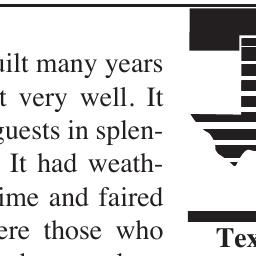 uilt many years
t very well. It
guests in splen-
It had weath-
ime and faired
ere those who
Tex